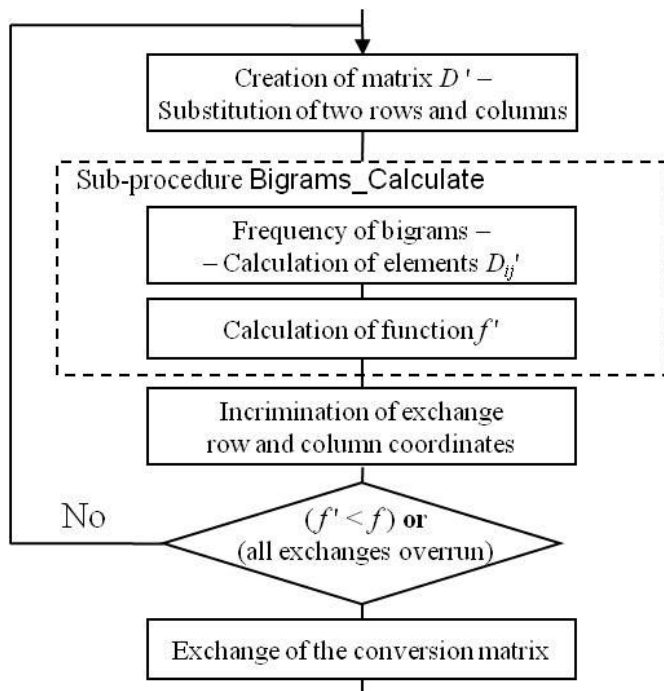 Creation of matrix D' –
Substitution of two rows and columns
Sub-procedure Bigrams_Calculate
Frequency of bigrams –
– Calculation of elements Dij'
Calculation of function f'
Incrimination of exchange
row and column coordinates
No
(f' < f) or
(all exchanges overrun)
Exchange of the conversion matrix